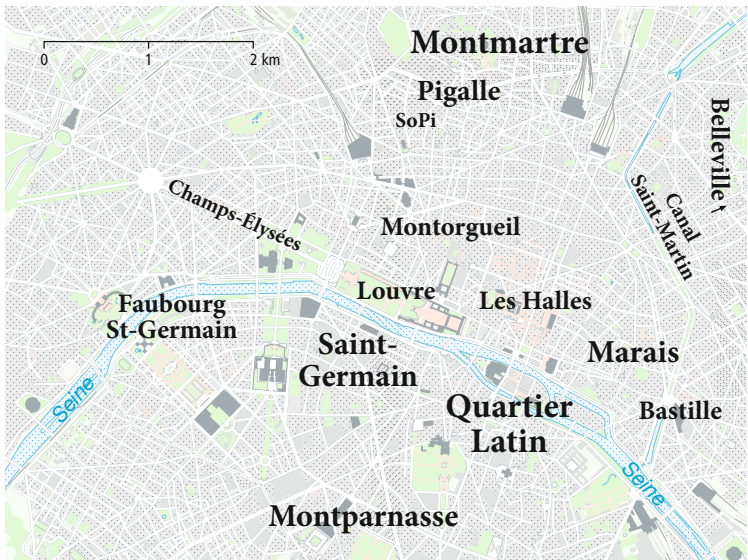 0
1
2 km
Montmartre
Pigalle
SoPi
Belleville
Canal
Saint-Martin
Champs-Élysées
Montorgueil
Louvre
Les Halles
Faubourg
St-Germain
Saint-
Germain
Marais
Quartier
Latin
Bastille
Seine
Seine
Montparnasse